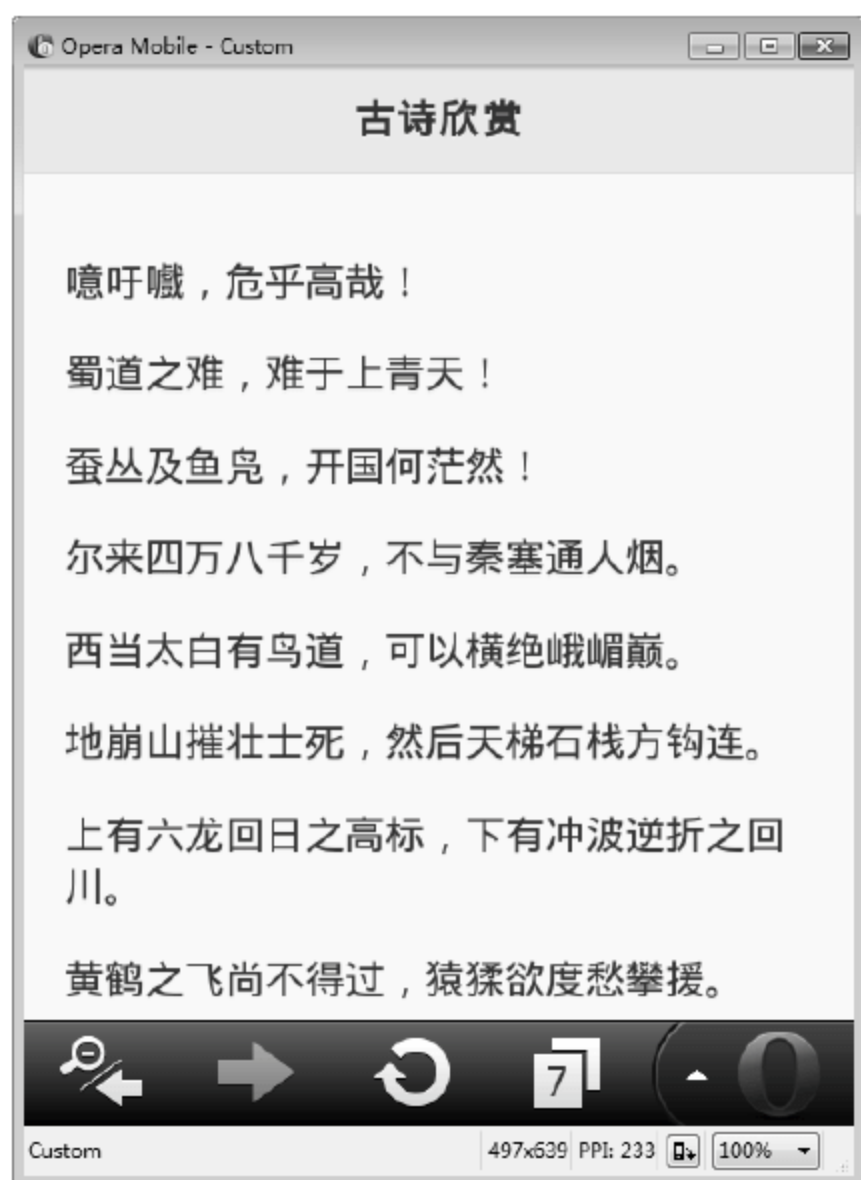 Opera Mobile - Custom
古诗欣赏
噫吁嚱，危乎高哉！
蜀道之难，难于上青天！
蚕丛及鱼凫，开国何茫然！
尔来四万八千岁，不与秦塞通人烟。
西当太白有鸟道，可以横绝峨嵋巅。
地崩山摧壮士死，然后天梯石栈方钩连。
上有六龙回日之高标，下有冲波逆折之回
川。
黄鹤之飞尚不得过，猿猱欲度愁攀援。
7
Custom 497x639 PPI: 233 100%